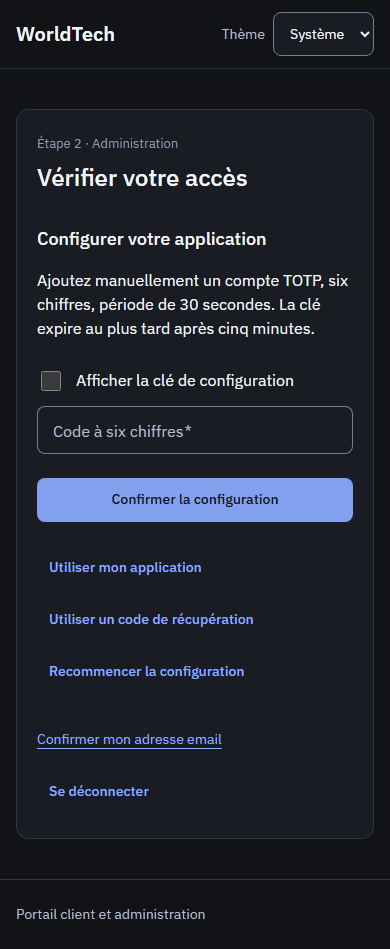 WorldTech
Thème
Système
Étape 2 · Administration
Vérifier votre accès
Configurer votre application
Ajoutez manuellement un compte TOTP, six
chiffres, période de 30 secondes. La clé
expire au plus tard après cinq minutes.
Afficher la clé de configuration
Code à six chiffres*
Confirmer la configuration
Utiliser mon application
Utiliser un code de récupération
Recommencer la configuration
Confirmer mon adresse email
Se déconnecter
Portail client et administration